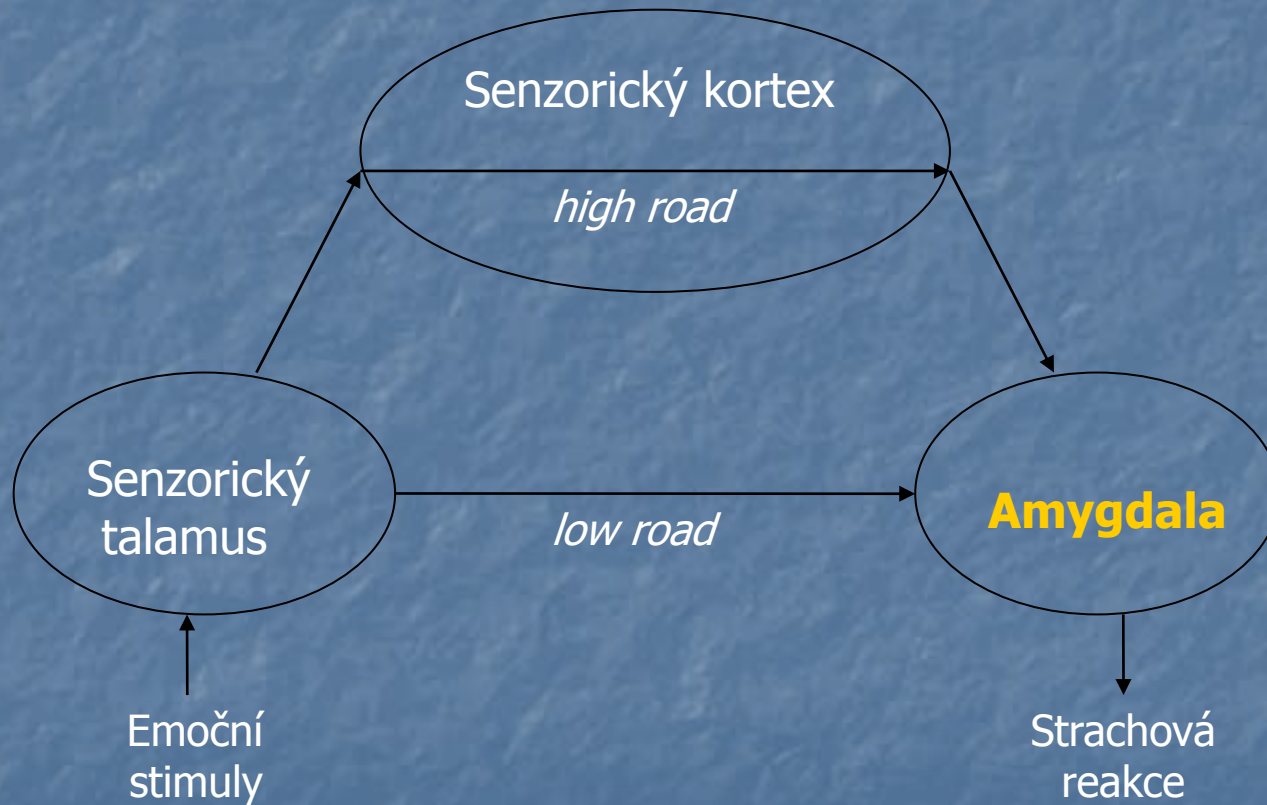 Senzorický kortex
high road
Senzorický
talamus
low road
Amygdala
Emoční
stimuly
Strachová
reakce